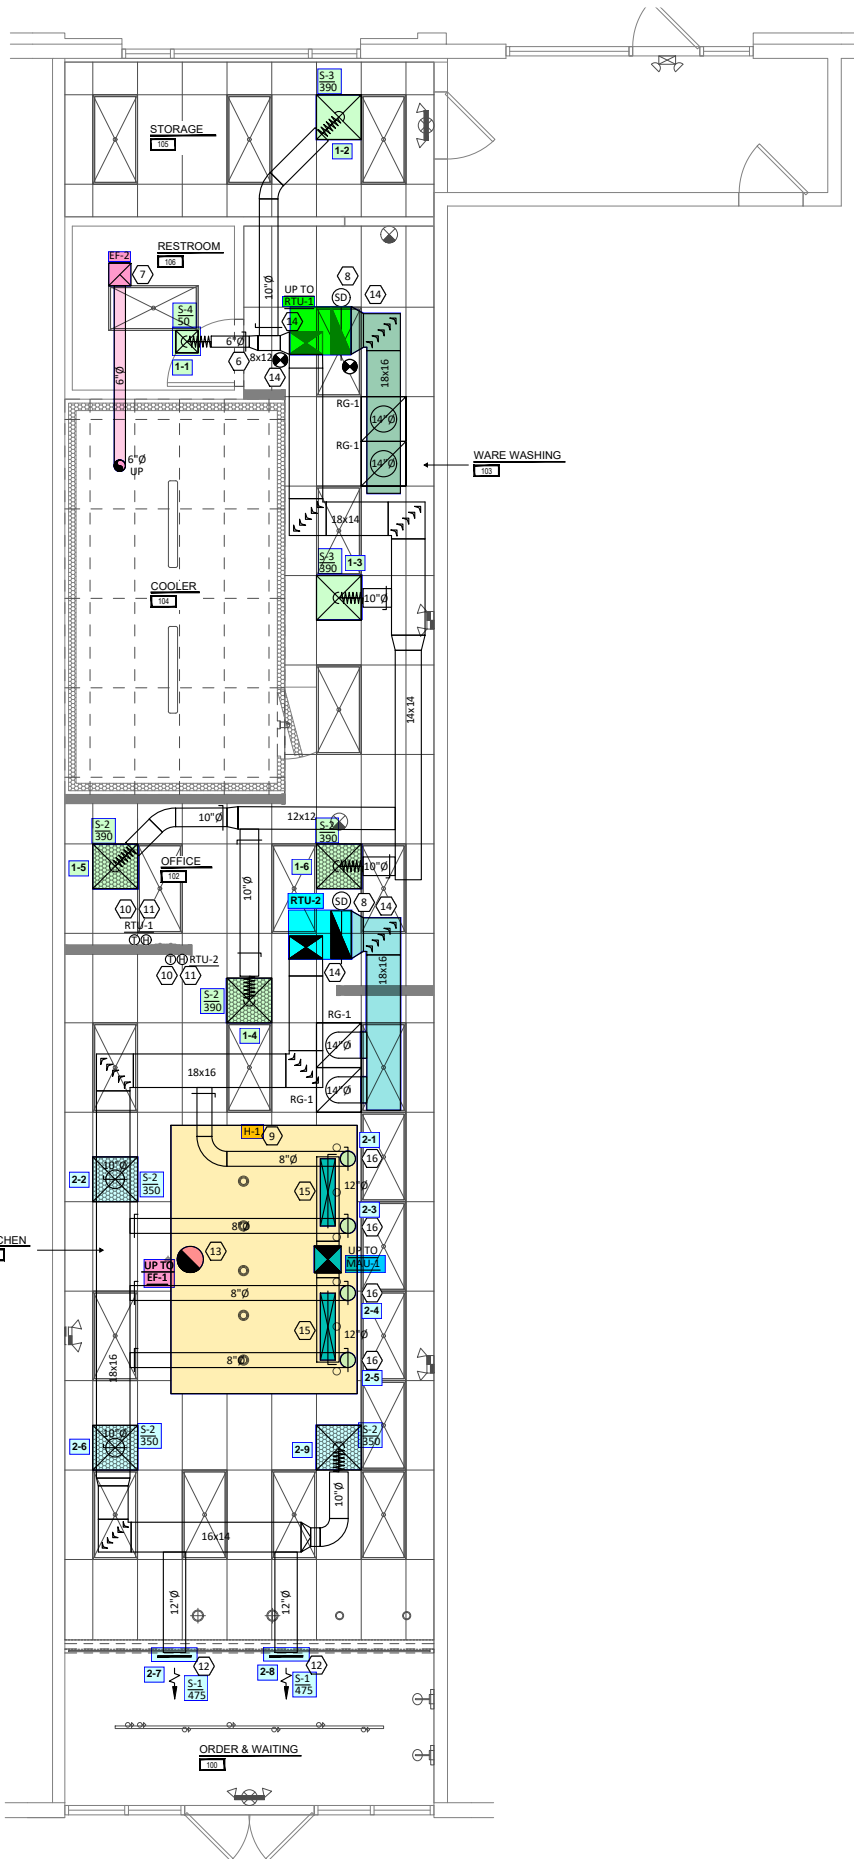 S-3
390
STORAGE
105
1-2
RESTROOM
106
EF-2
7
8
UP TO
RTU-1
SD
14
10"Ø
S-4
50
14
6"Ø
8x12
6
1-1
14
6"Ø
18x16
RG-1
14"Ø
RG-1
14"Ø
6"Ø
UP
WARE WASHING
103
18x14
S-3
390
1-3
10"Ø
COOLER
104
14x14
10"Ø
12x12
S-2
390
S-2
390
1-5
OFFICE
102
1-6
10"Ø
10"Ø
RTU-2
SD
8
14
10
11
RTU-1
T
H
T
H
RTU-2
10
11
14
18x16
S-2
390
1-4
RG-1
14"Ø
18x16
14"Ø
RG-1
H-1
9
2-1
8"Ø
16
10"Ø
2-2
S-2
350
15
12"Ø
2-3
8"Ø
16
CHEN
13
UP TO
EF-1
UP TO
MAU-1
8"Ø
16
2-4
15
12"Ø
8"Ø
16
18x16
2-5
10"Ø
2-6
S-2
350
2-9
S-2
350
10"Ø
16x14
12"Ø
12"Ø
2-7
12
2-8
12
S-1
475
S-1
475
ORDER & WAITING
100